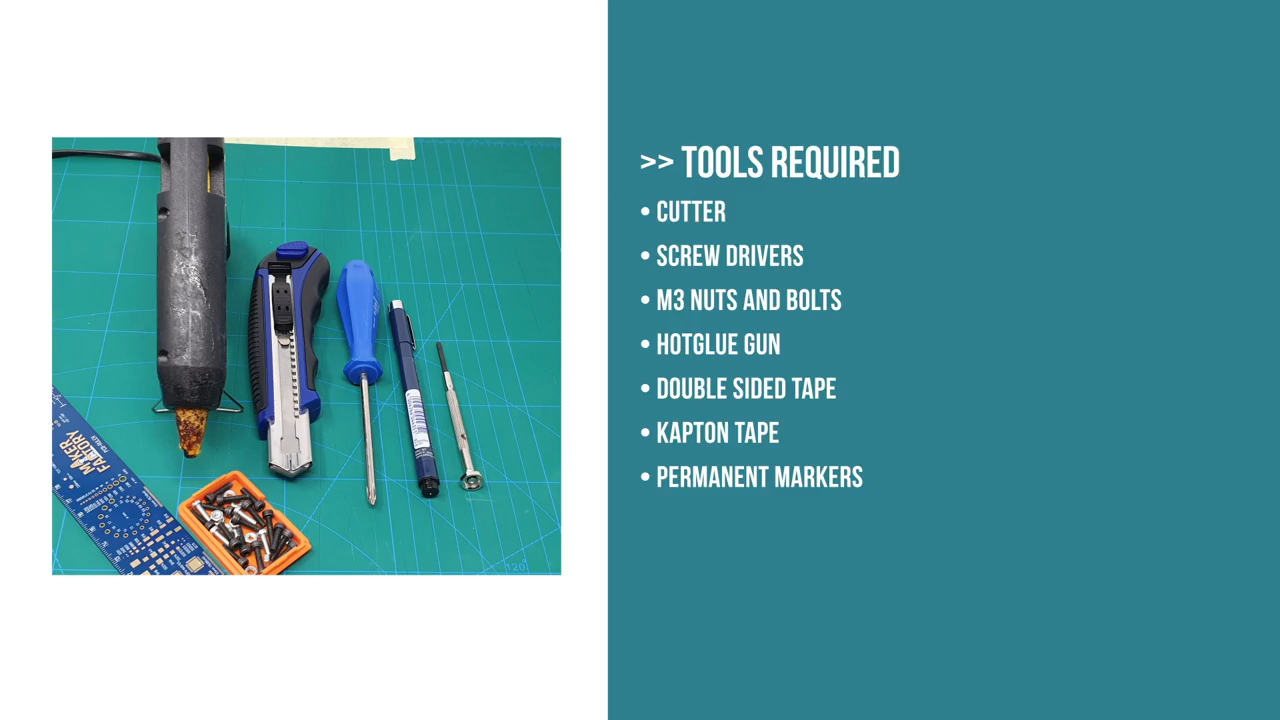 >> TOOLS REQUIRED
• CUTTER
• SCREW DRIVERS
• M3 NUTS AND BOLTS
• HOTGLUE GUN
• DOUBLE SIDED TAPE
• KAPTON TAPE
• PERMANENT MARKERS
MAKER
FACTORY
120°